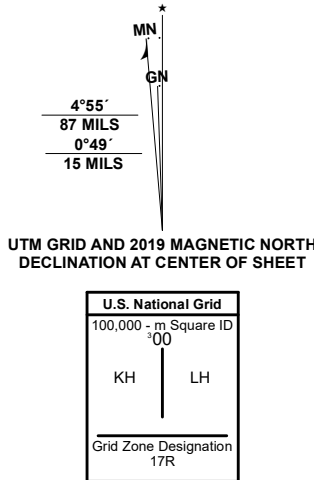 ★
MN
GN
4°55´
87 MILS
0°49´
15 MILS
UTM GRID AND 2019 MAGNETIC NORTH
DECLINATION AT CENTER OF SHEET
U.S. National Grid
100,000 - m Square ID
³00
KH LH
Grid Zone Designation
17R